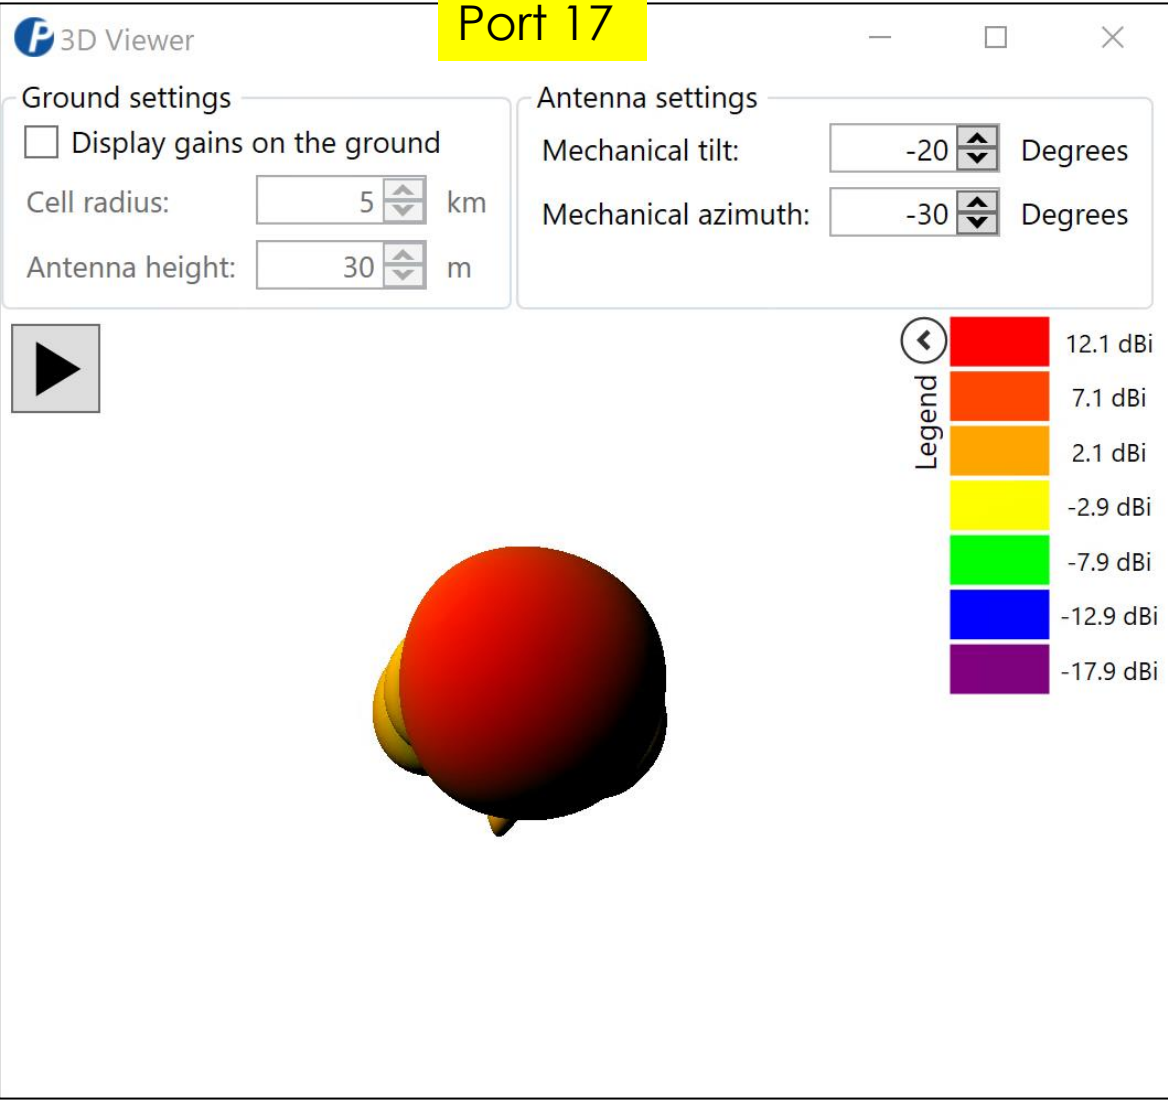 Port 17
3D Viewer
Ground settings
Display gains on the ground
Cell radius: 5 km
Antenna height: 30 m
Antenna settings
Mechanical tilt: -20 Degrees
Mechanical azimuth: -30 Degrees
Legend
12.1 dBi
7.1 dBi
2.1 dBi
-2.9 dBi
-7.9 dBi
-12.9 dBi
-17.9 dBi